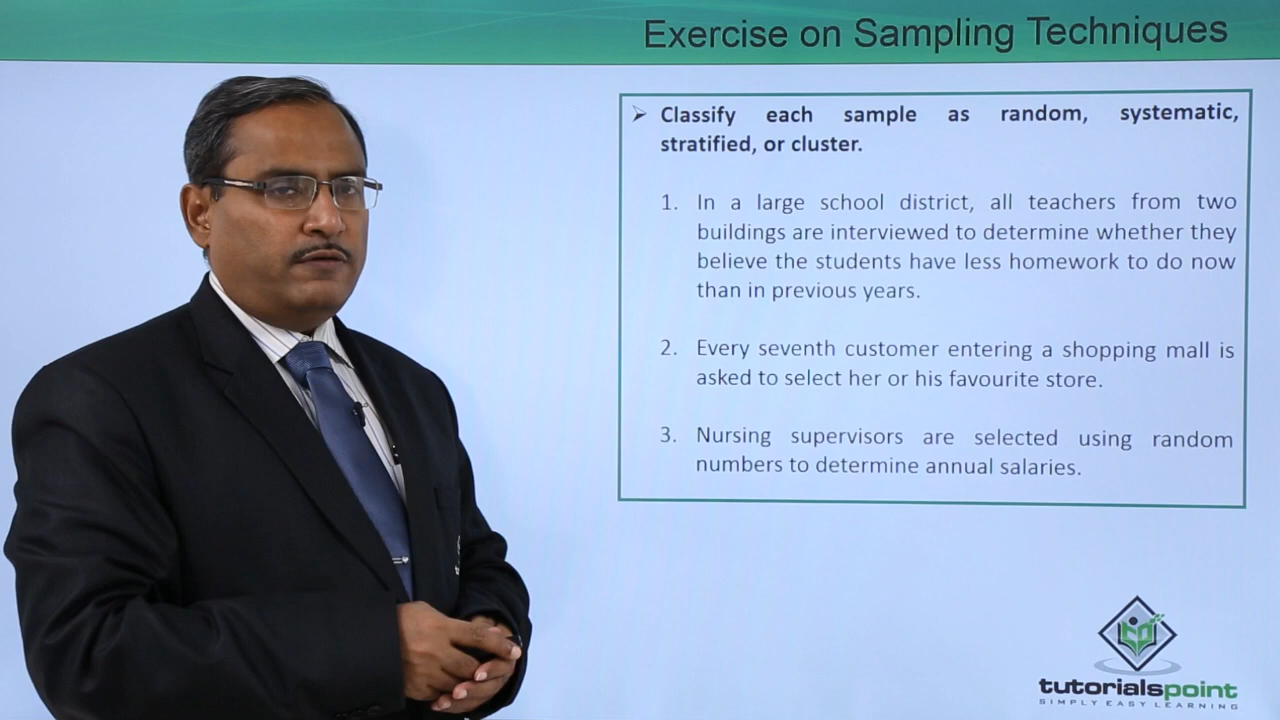 Exercise on Sampling Techniques
➢ Classify each sample as random, systematic,
stratified, or cluster.
1. In a large school district, all teachers from two
buildings are interviewed to determine whether they
believe the students have less homework to do now
than in previous years.
2. Every seventh customer entering a shopping mall is
asked to select her or his favourite store.
3. Nursing supervisors are selected using random
numbers to determine annual salaries.
tutorialspoint
SIMPLY EASY LEARNING